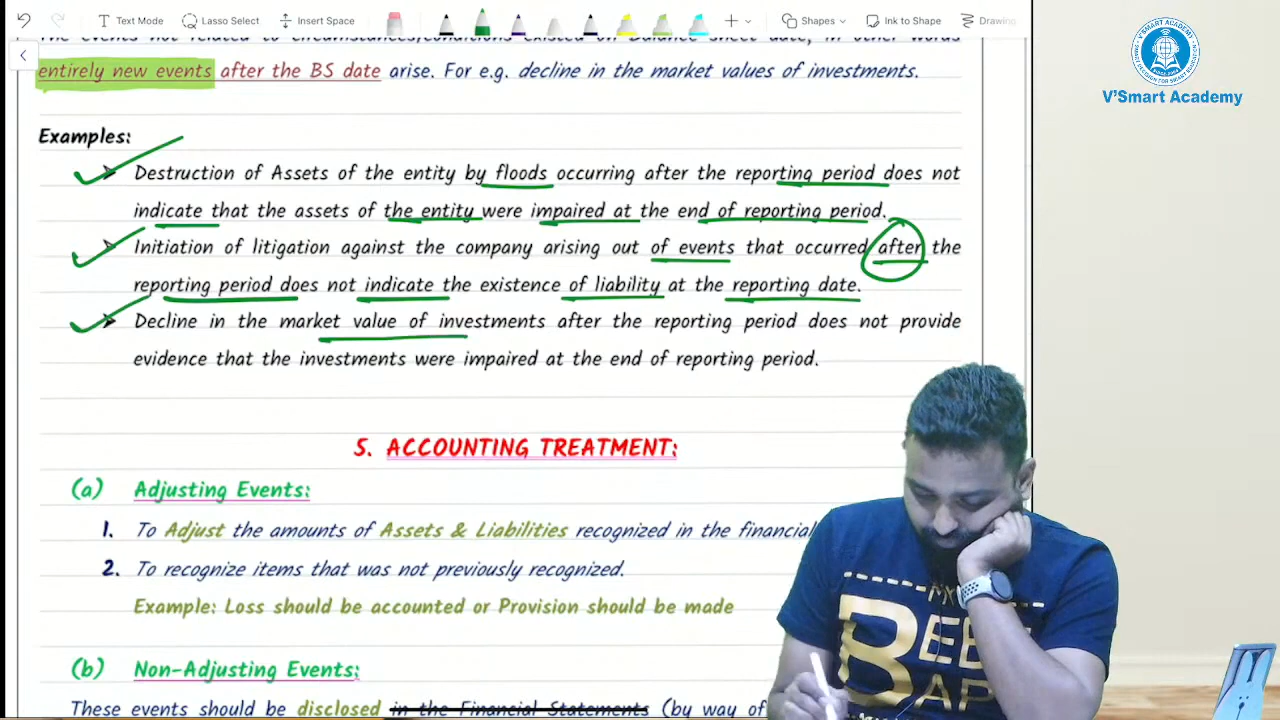 Text Mode Lasso Select Insert Space Shapes Ink to Shape Drawing
V'Smart Academy
entirely new events after the BS date arise. For e.g. decline in the market values of investments.
Examples:
Destruction of Assets of the entity by floods occurring after the reporting period does not
indicate that the assets of the entity were impaired at the end of reporting period.
Initiation of litigation against the company arising out of events that occurred after the
reporting period does not indicate the existence of liability at the reporting date.
Decline in the market value of investments after the reporting period does not provide
evidence that the investments were impaired at the end of reporting period.
5. ACCOUNTING TREATMENT:
(a) Adjusting Events:
1. To Adjust the amounts of Assets & Liabilities recognized in the financial
2. To recognize items that was not previously recognized.
Example: Loss should be accounted or Provision should be made
(b) Non-Adjusting Events:
These events should be disclosed in the Financial Statements (by way of